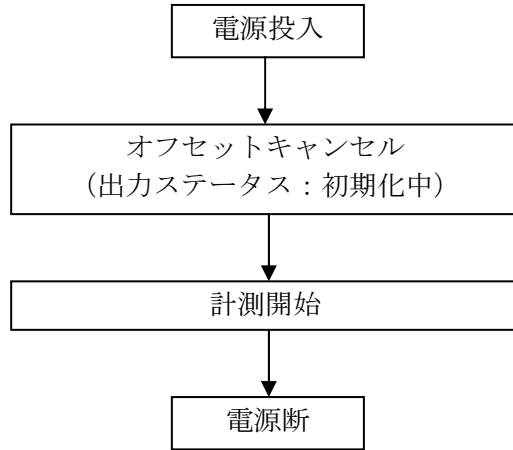 電源投入
オフセットキャンセル
（出力ステータス：初期化中）
計測開始
電源断